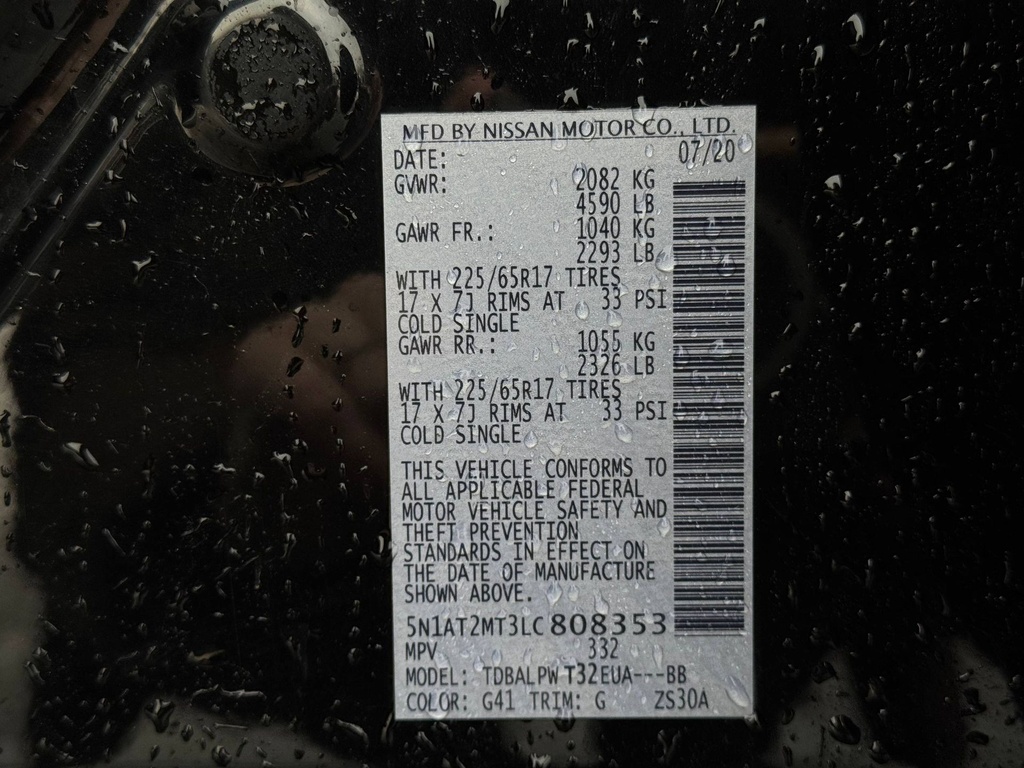 MFD BY NISSAN MOTOR CO., LTD.
DATE: 07/20
GVWR: 2082 KG
4590 LB
GAWR FR.: 1040 KG
2293 LB
WITH 225/65R17 TIRES
17 X 7J RIMS AT 33 PSI
COLD SINGLE
GAWR RR.: 1055 KG
2326 LB
WITH 225/65R17 TIRES
17 X 7J RIMS AT 33 PSI
COLD SINGLE
THIS VEHICLE CONFORMS TO
ALL APPLICABLE FEDERAL
MOTOR VEHICLE SAFETY AND
THEFT PREVENTION
STANDARDS IN EFFECT ON
THE DATE OF MANUFACTURE
SHOWN ABOVE.
5N1AT2MT3LC808353
MPV 332
MODEL: TDBALPW T32EUA---BB
COLOR: G41 TRIM: G ZS30A